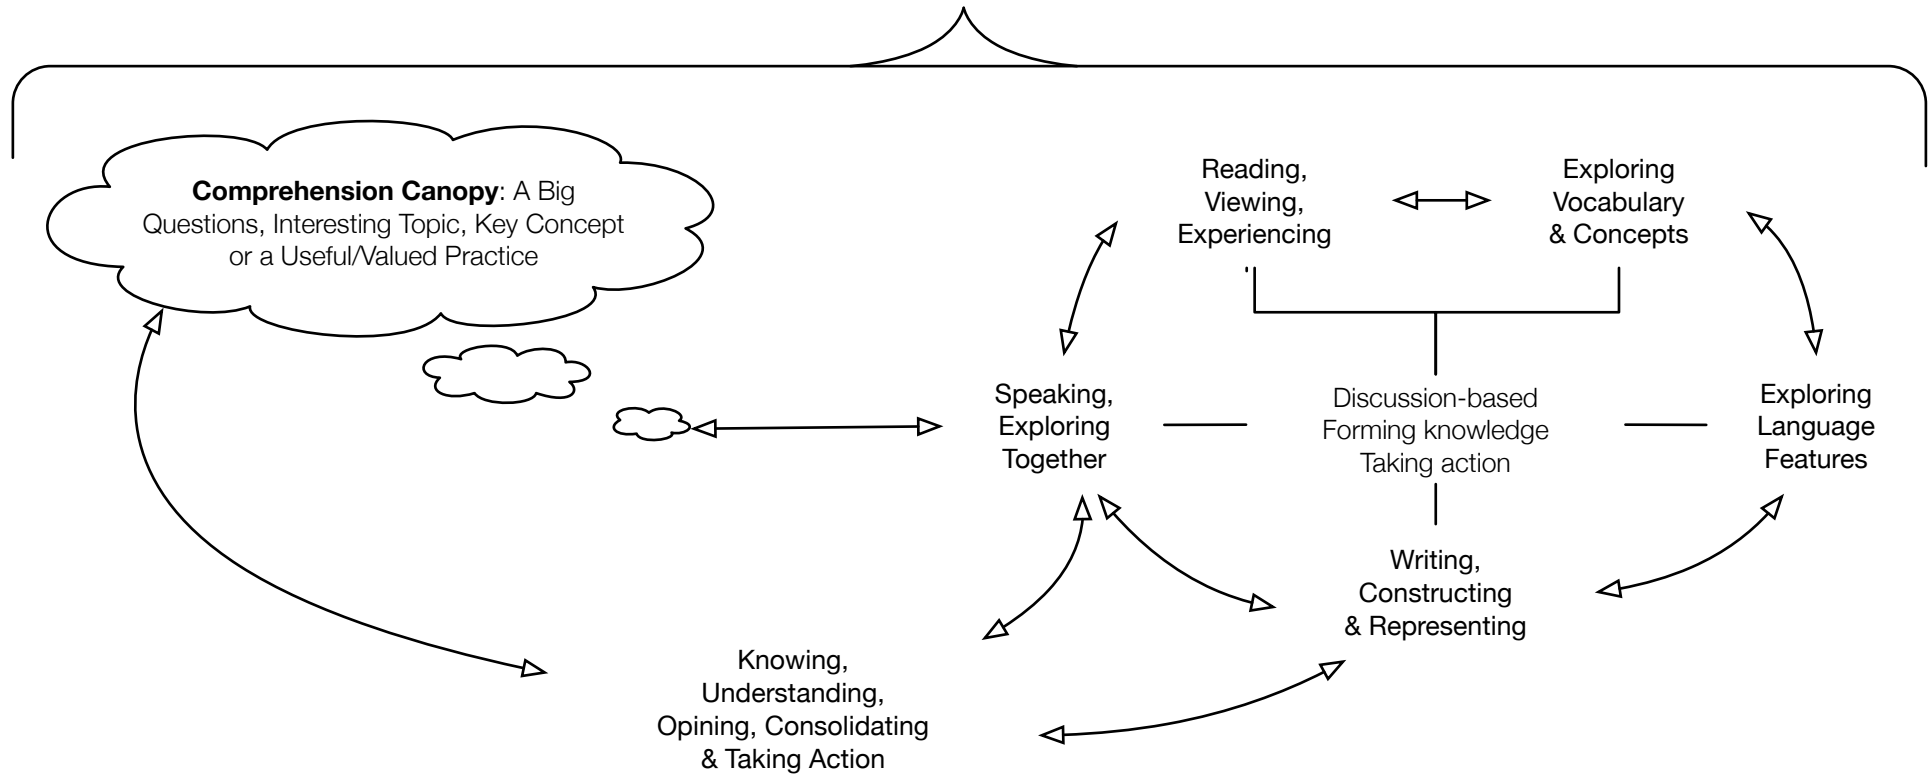 Comprehension Canopy: A Big
Questions, Interesting Topic, Key Concept
or a Useful/Valued Practice
Reading,
Viewing,
Experiencing
Exploring
Vocabulary
& Concepts
Speaking,
Exploring
Together
Discussion-based
Forming knowledge
Taking action
Exploring
Language
Features
Writing,
Constructing
& Representing
Knowing,
Understanding,
Opining, Consolidating
& Taking Action